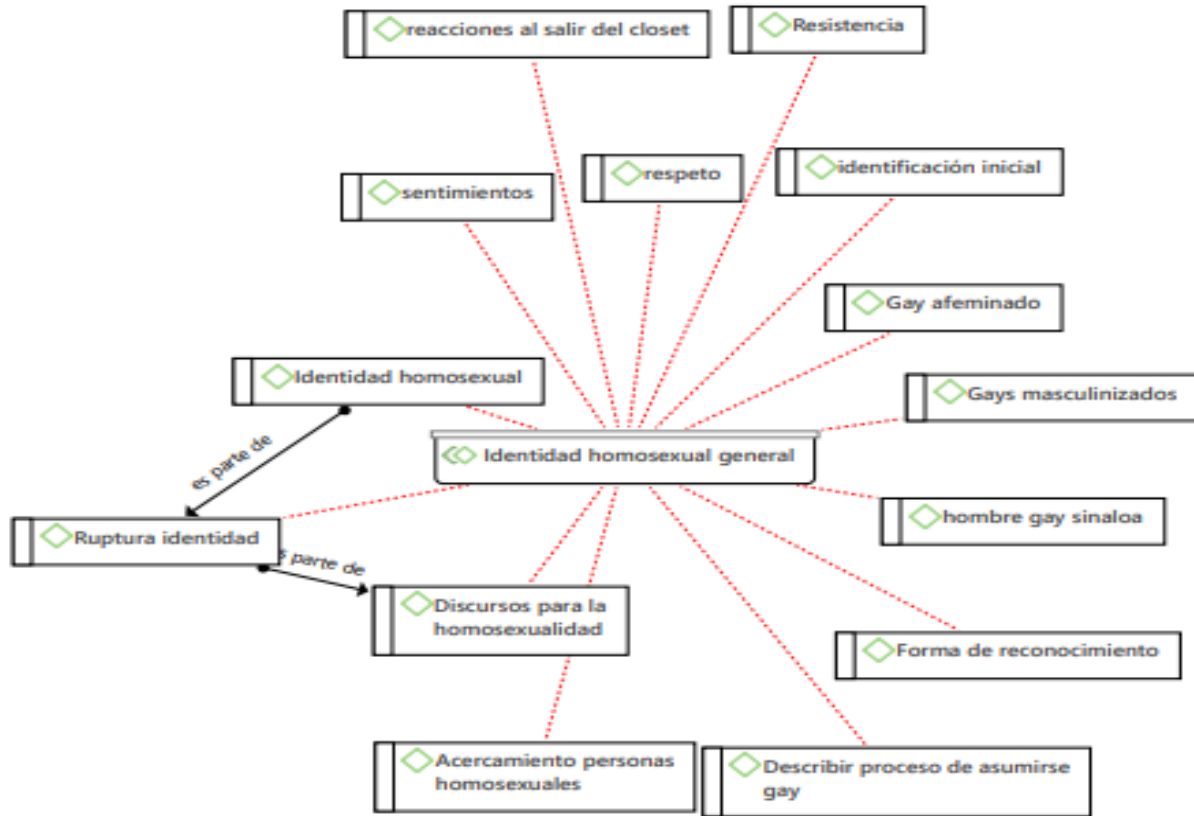 reacciones al salir del closet
Resistencia
respeto
identificación inicial
sentimientos
Gay afeminado
Identidad homosexual
Gays masculinizados
es parte de
Identidad homosexual general
hombre gay sinaloa
Ruptura identidad
s parte de
Discursos para la
homosexualidad
Forma de reconocimiento
Acercamiento personas
homosexuales
Describir proceso de asumirse
gay